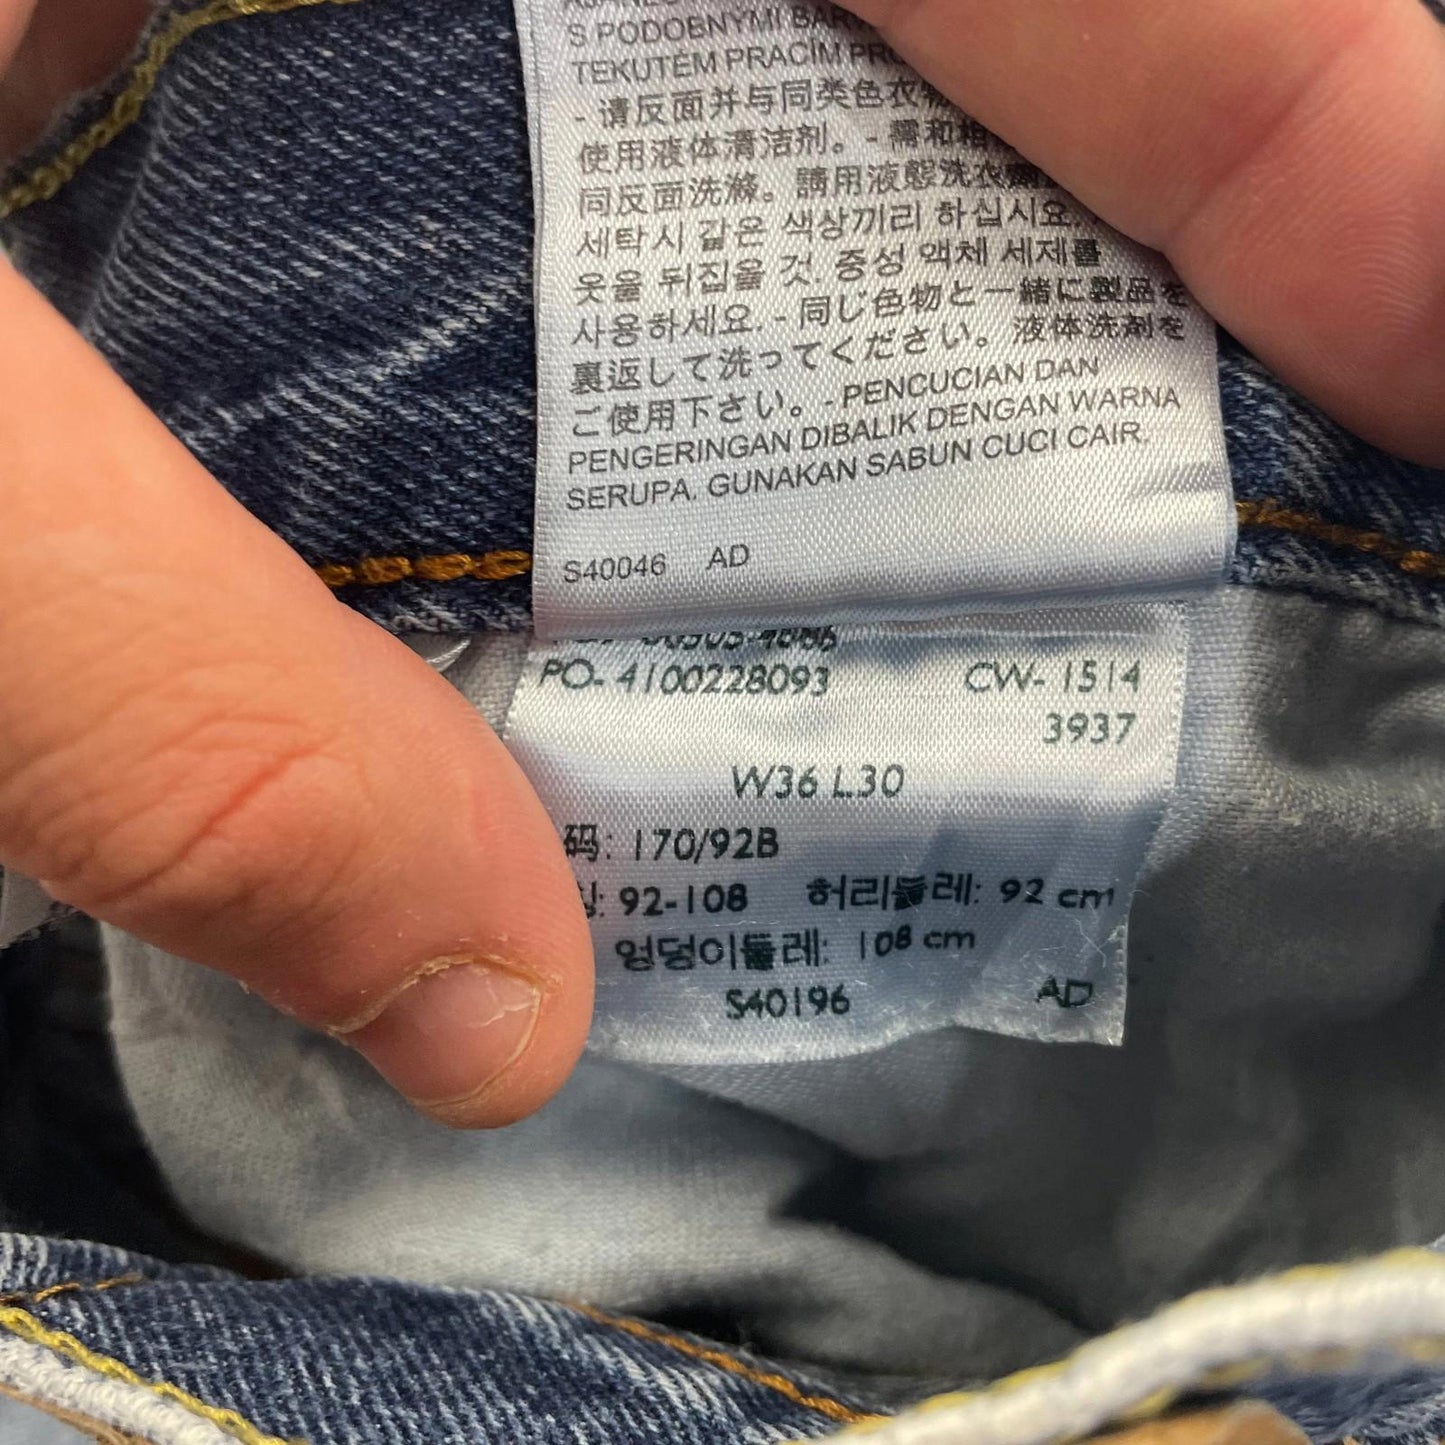 S PODOBNÝMI
TEKUTÉM PRACÍM
- 请反面并与同类色衣物
使用液体清洁剂。 - 需和相
同反面洗滌。 請用液態洗衣
세탁시 같은 색상끼리 하십시요.
옷을 뒤집을 것. 중성 액체 세제를
사용하세요. - 同じ色物と一緒に製品を
裏返して洗ってください。 液体洗剤を
ご使用下さい。 - PENCUCIAN DAN
PENGERINGAN DIBALIK DENGAN WARNA
SERUPA. GUNAKAN SABUN CUCI CAIR.
S40046 AD
PO- 4100228093 CW- 1514
3937
W36 L30
码: 170/92B
92-108 허리둘레: 92 cm
엉덩이둘레: 108 cm
S40196 AD